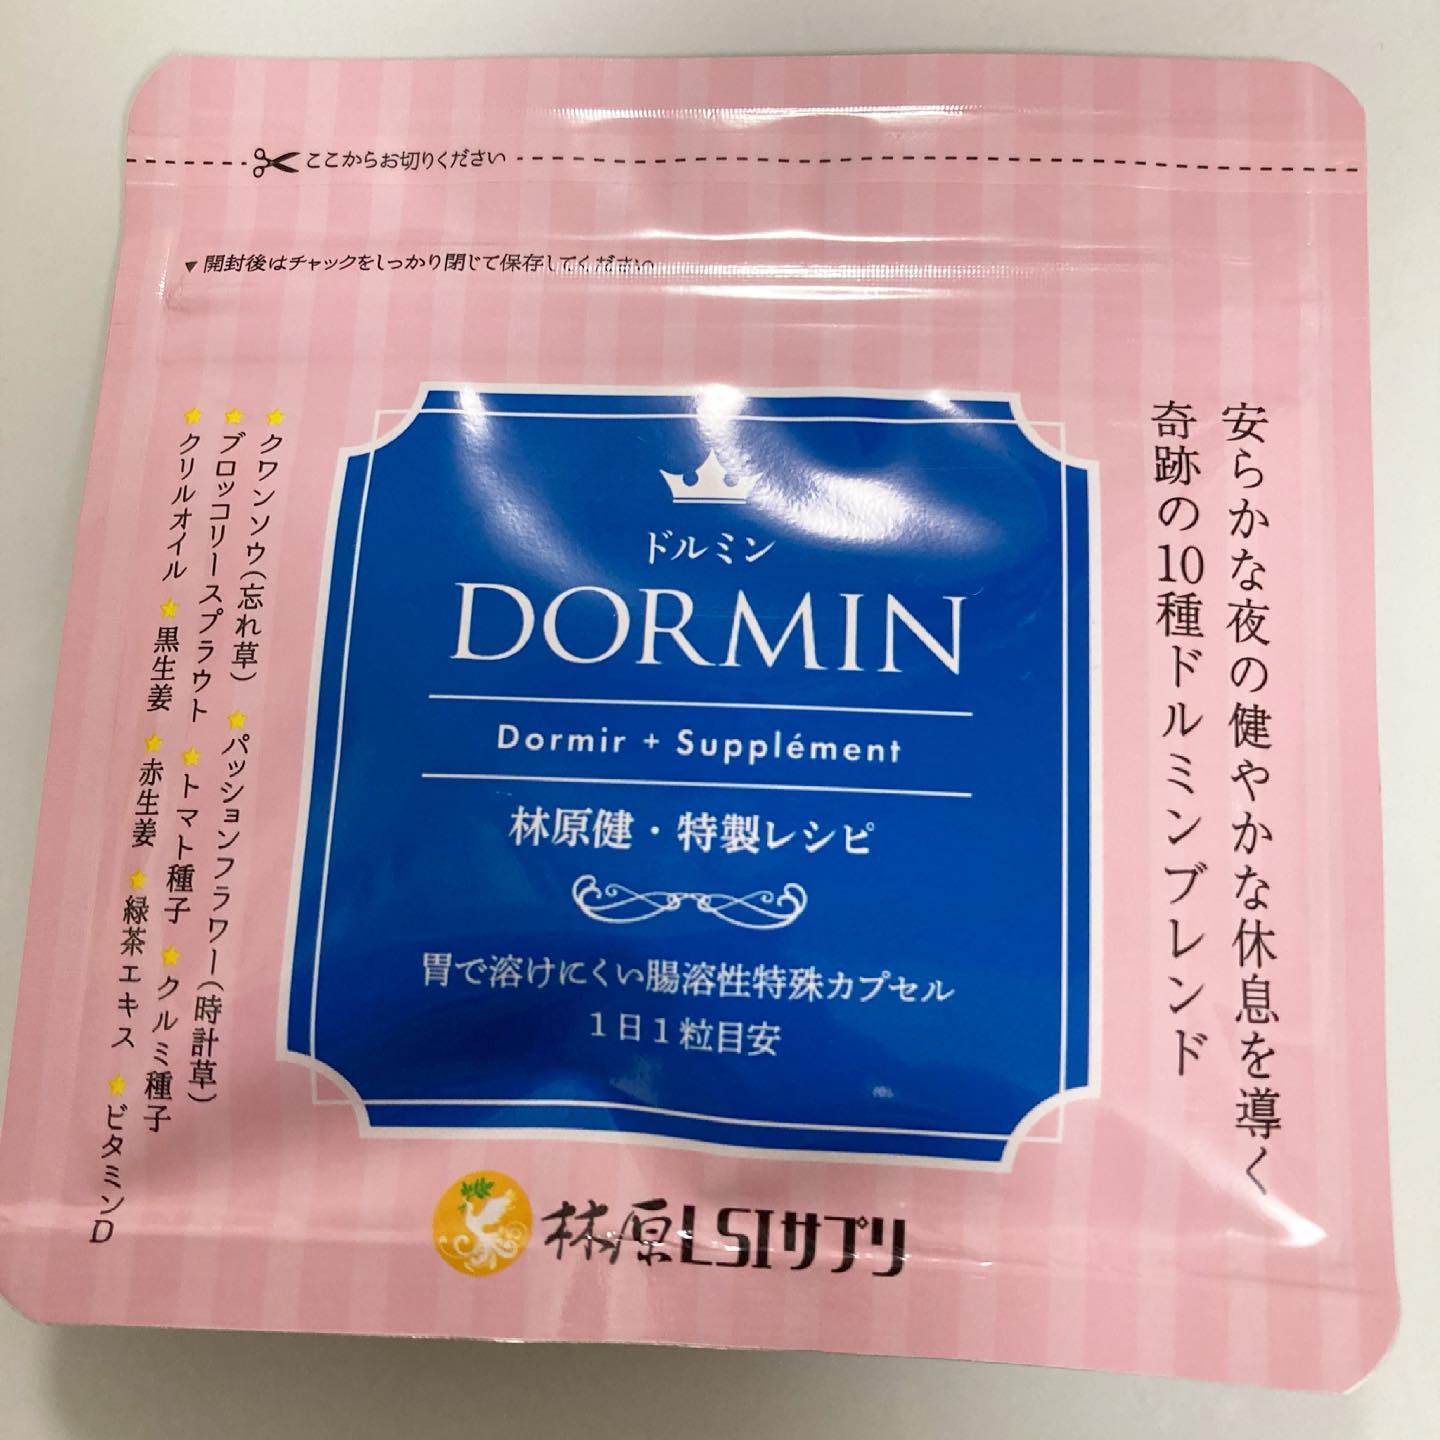 ここからお切りください
▼開封後はチャックをしっかり閉じて保存してください
安らかな夜の健やかな休息を導く
奇跡の10種ドルミンブレンド
ドルミン
DORMIN
Dormir + Supplément
林原健・特製レシピ
胃で溶けにくい腸溶性特殊カプセル
1日1粒目安
★クワンソウ(忘れ草) ★パッションフラワー(時計草)
★ブロッコリースプラウト ★トマト種子 ★クルミ種子
★クリルオイル ★黒生姜 ★赤生姜 ★緑茶エキス ★ビタミンD
林原LSIサプリ